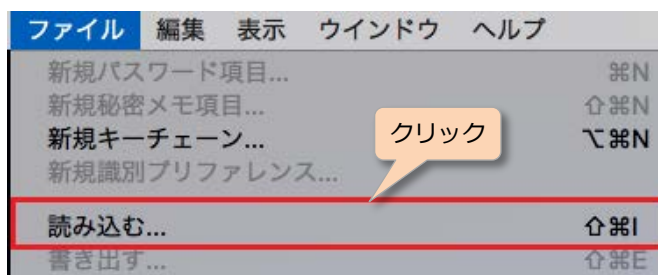 ファイル 編集 表示 ウインドウ ヘルプ
新規パスワード項目... ⌘N
新規秘密メモ項目... ⇧⌘N
新規キーチェーン... ⌥⌘N
クリック
新規識別プリファレンス...
読み込む... ⇧⌘I
書き出す... ⇧⌘E